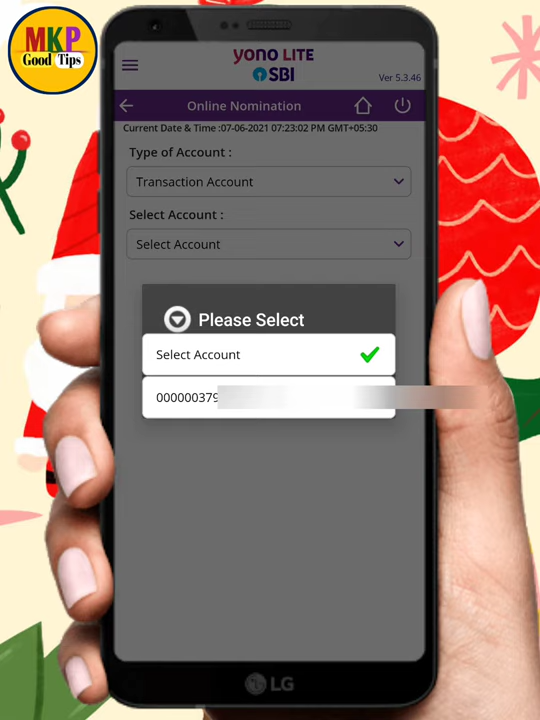 MKP
Good Tips
yono LITE
SBI
Ver 5.3.46
Online Nomination
Current Date & Time :07-06-2021 07:23:02 PM GMT+05:30
Type of Account :
Transaction Account
Select Account :
Select Account
Please Select
Select Account
000000379
LG